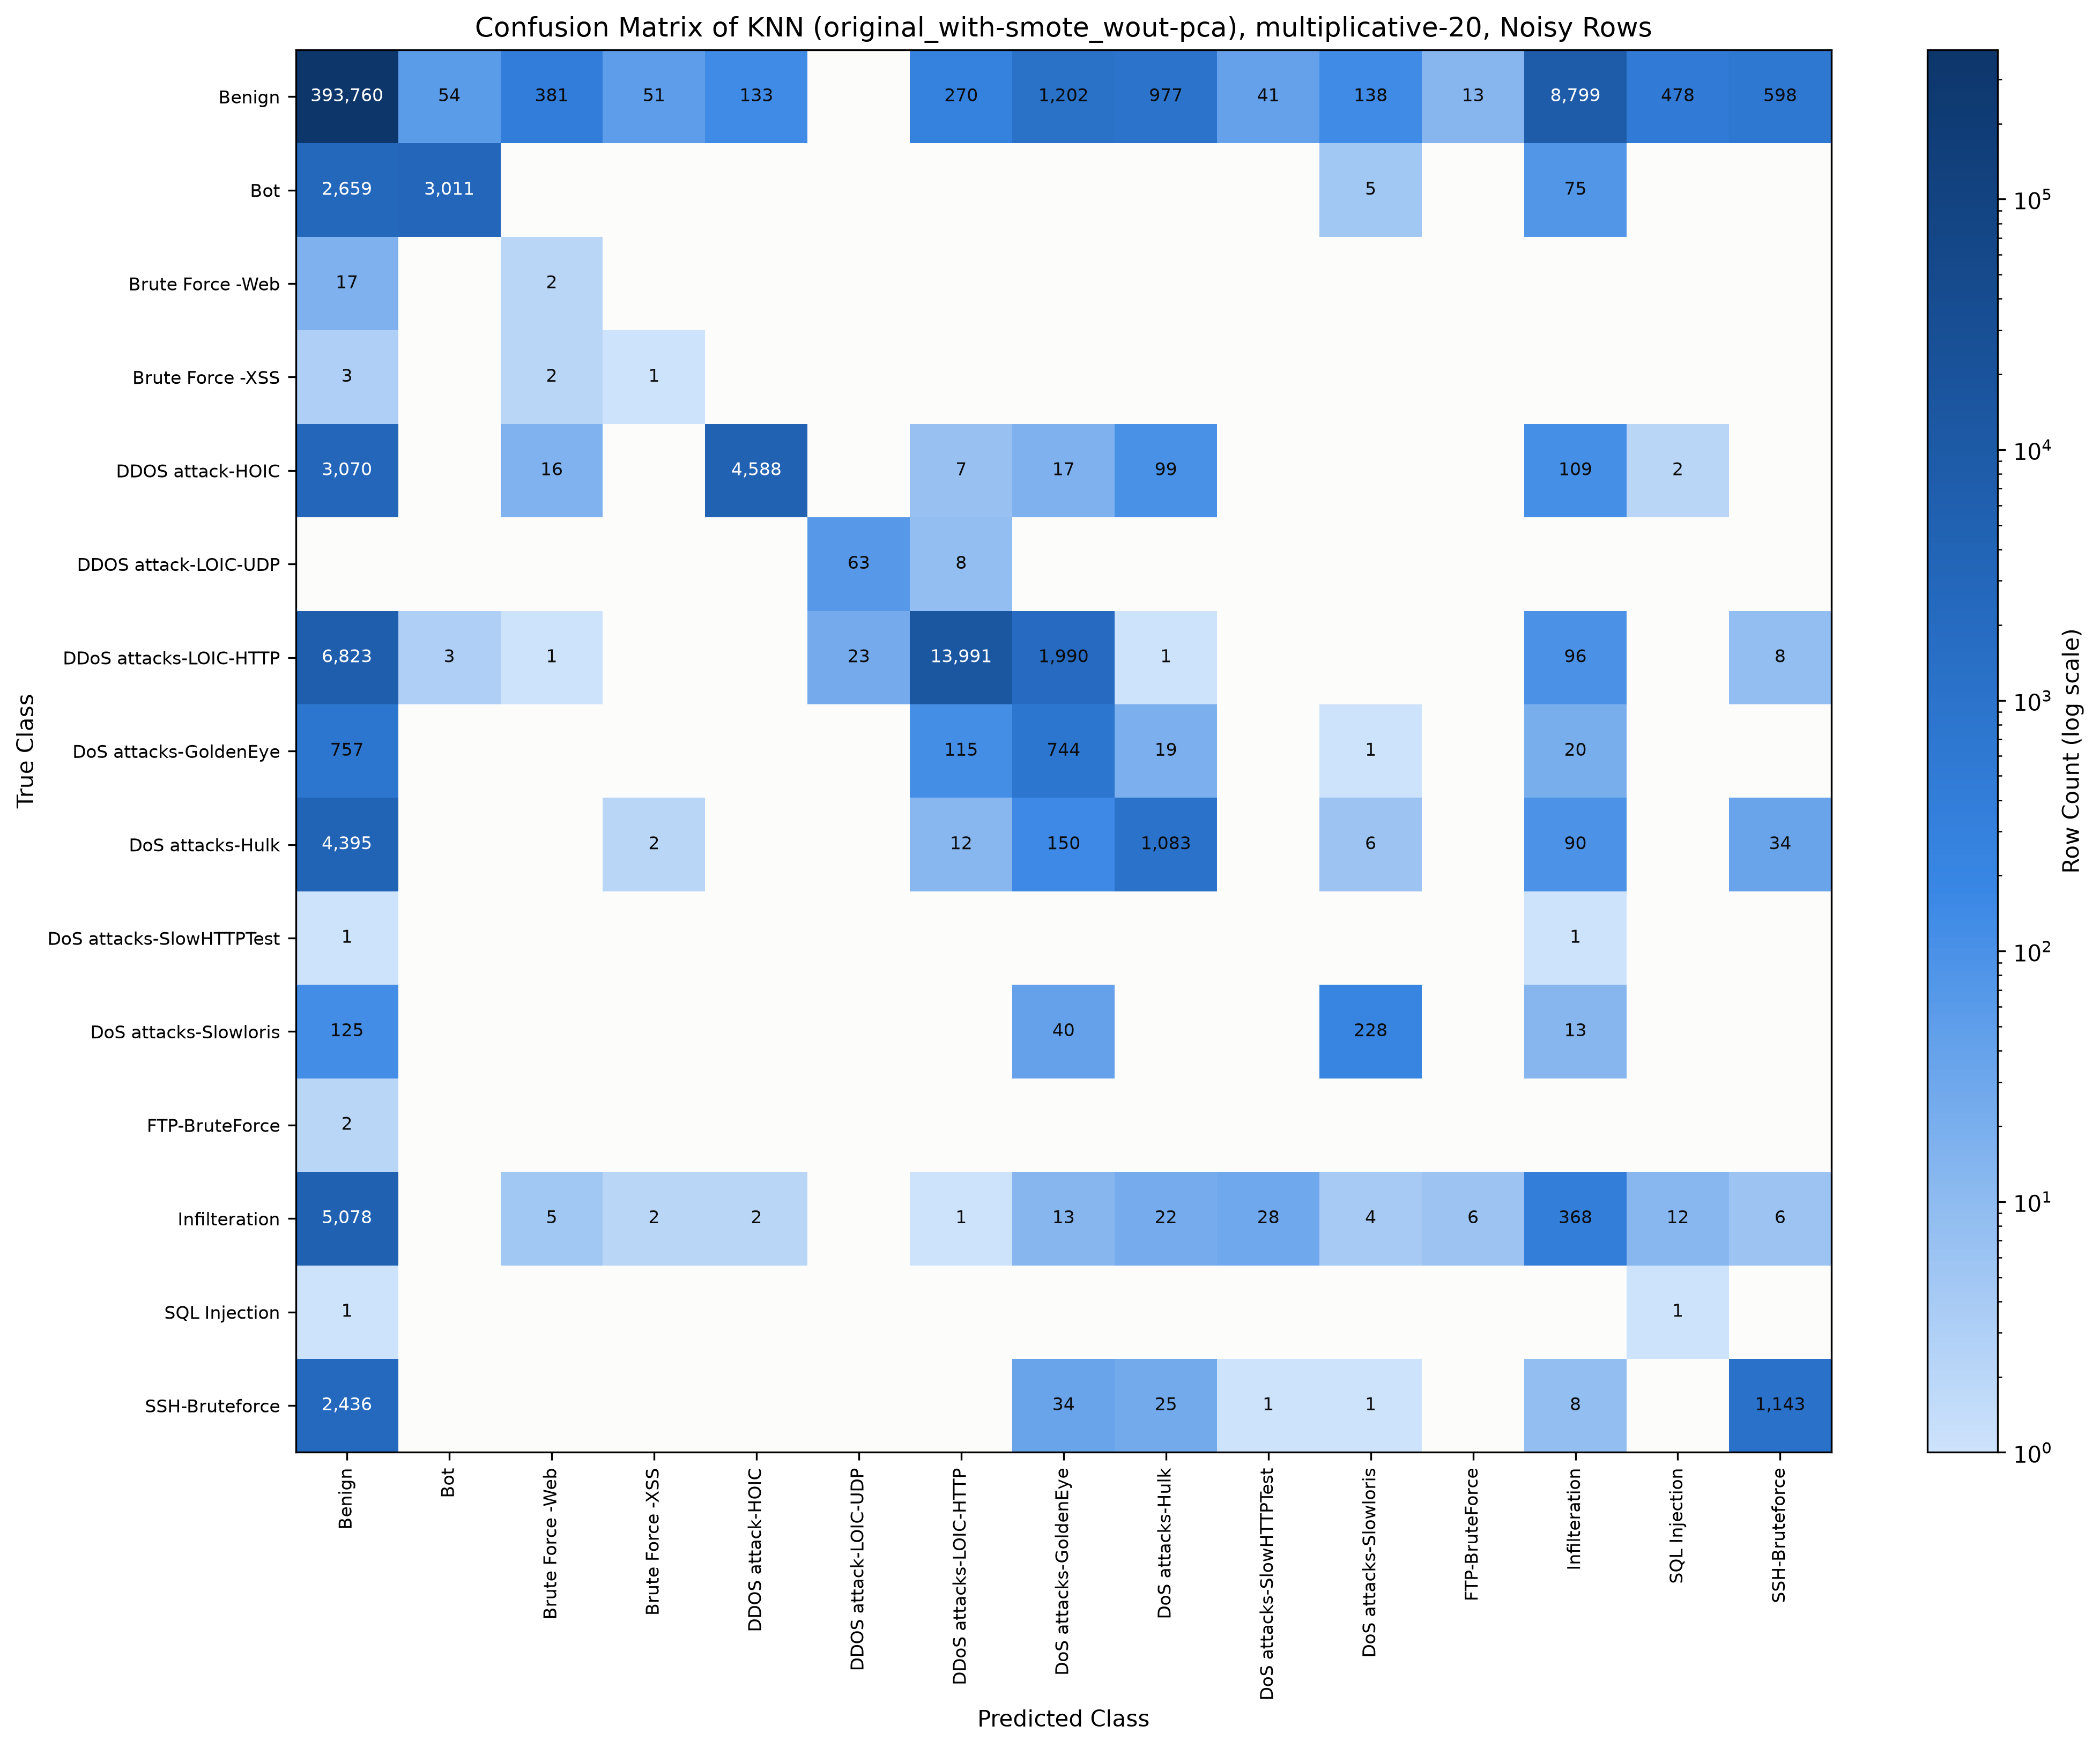 Confusion Matrix of KNN (original_with-smote_wout-pca), multiplicative-20, Noisy Rows
True Class
Benign 393,760 54 381 51 133 270 1,202 977 41 138 13 8,799 478 598
Bot 2,659 3,011 5 75
Brute Force -Web 17 2
Brute Force -XSS 3 2 1
DDOS attack-HOIC 3,070 16 4,588 7 17 99 109 2
DDOS attack-LOIC-UDP 63 8
DDoS attacks-LOIC-HTTP 6,823 3 1 23 13,991 1,990 1 96 8
DoS attacks-GoldenEye 757 115 744 19 1 20
DoS attacks-Hulk 4,395 2 12 150 1,083 6 90 34
DoS attacks-SlowHTTPTest 1 1
DoS attacks-Slowloris 125 40 228 13
FTP-BruteForce 2
Infilteration 5,078 5 2 2 1 13 22 28 4 6 368 12 6
SQL Injection 1 1
SSH-Bruteforce 2,436 34 25 1 1 8 1,143
Benign
Bot
Brute Force -Web
Brute Force -XSS
DDOS attack-HOIC
DDOS attack-LOIC-UDP
DDoS attacks-LOIC-HTTP
DoS attacks-GoldenEye
DoS attacks-Hulk
DoS attacks-SlowHTTPTest
DoS attacks-Slowloris
FTP-BruteForce
Infilteration
SQL Injection
SSH-Bruteforce
Predicted Class
10⁵
10⁴
10³
10²
10¹
10⁰
Row Count (log scale)